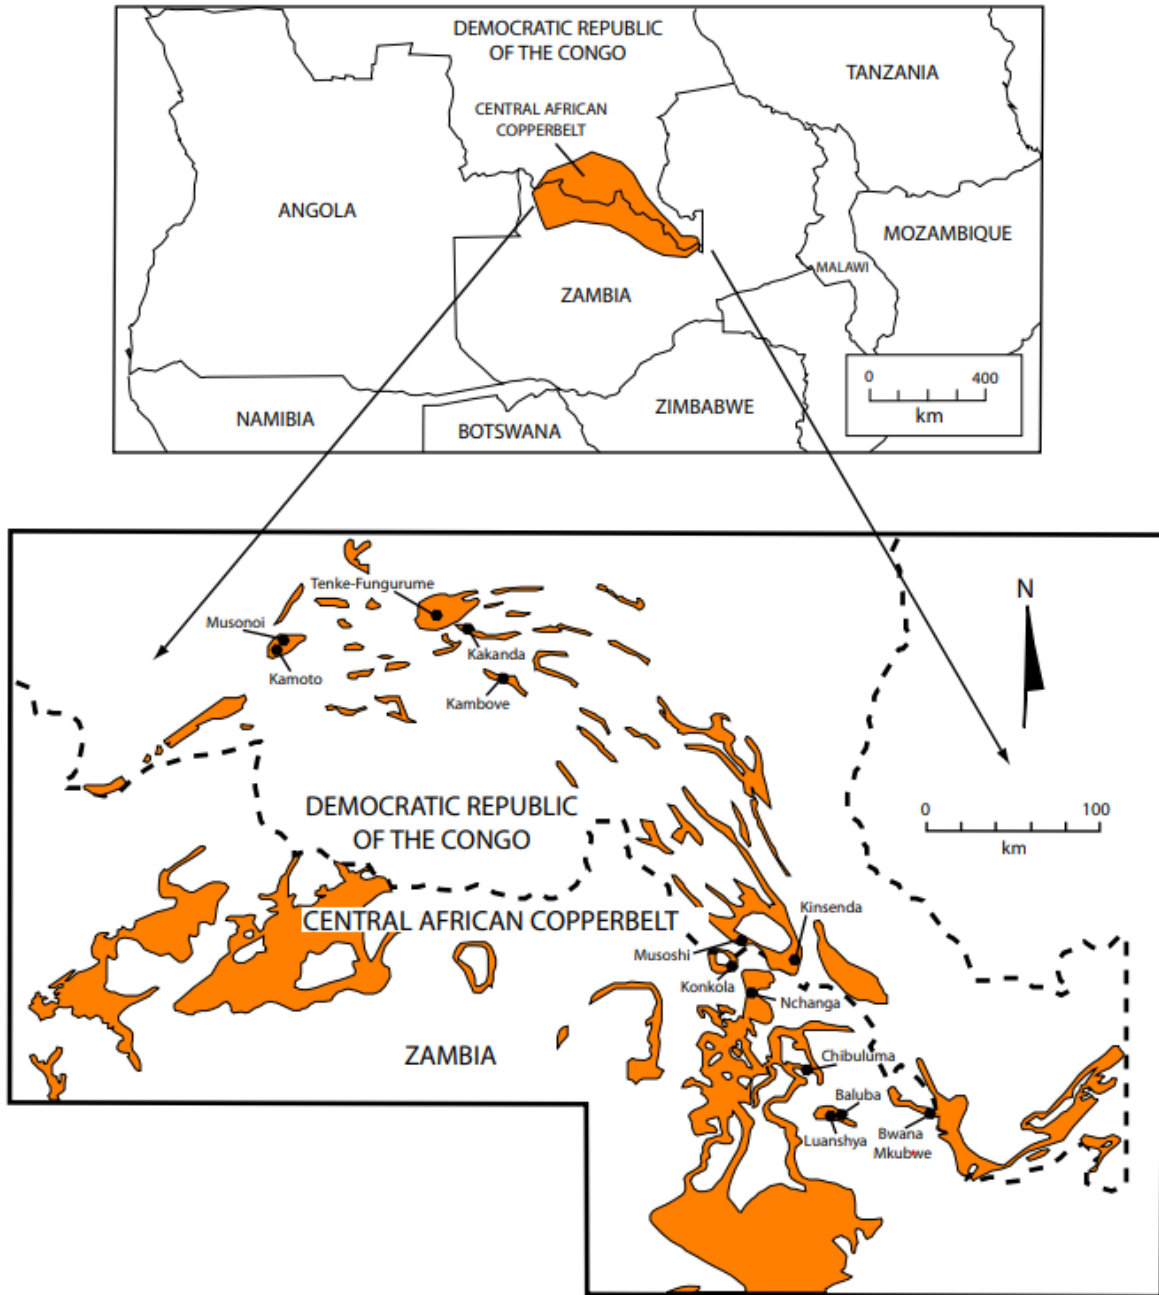 DEMOCRATIC REPUBLIC
OF THE CONGO
TANZANIA
CENTRAL AFRICAN
COPPERBELT
ANGOLA
MOZAMBIQUE
MALAWI
ZAMBIA
0 400
km
NAMIBIA
BOTSWANA
ZIMBABWE
N
Tenke-Fungurume
Musonoi
Kakanda
Kamoto
Kambove
0 100
km
DEMOCRATIC REPUBLIC
OF THE CONGO
CENTRAL AFRICAN COPPERBELT
Kinsenda
Musoshi
Konkola
Nchanga
ZAMBIA
Chibuluma
Baluba
Luanshya
Bwana
Mkubwe